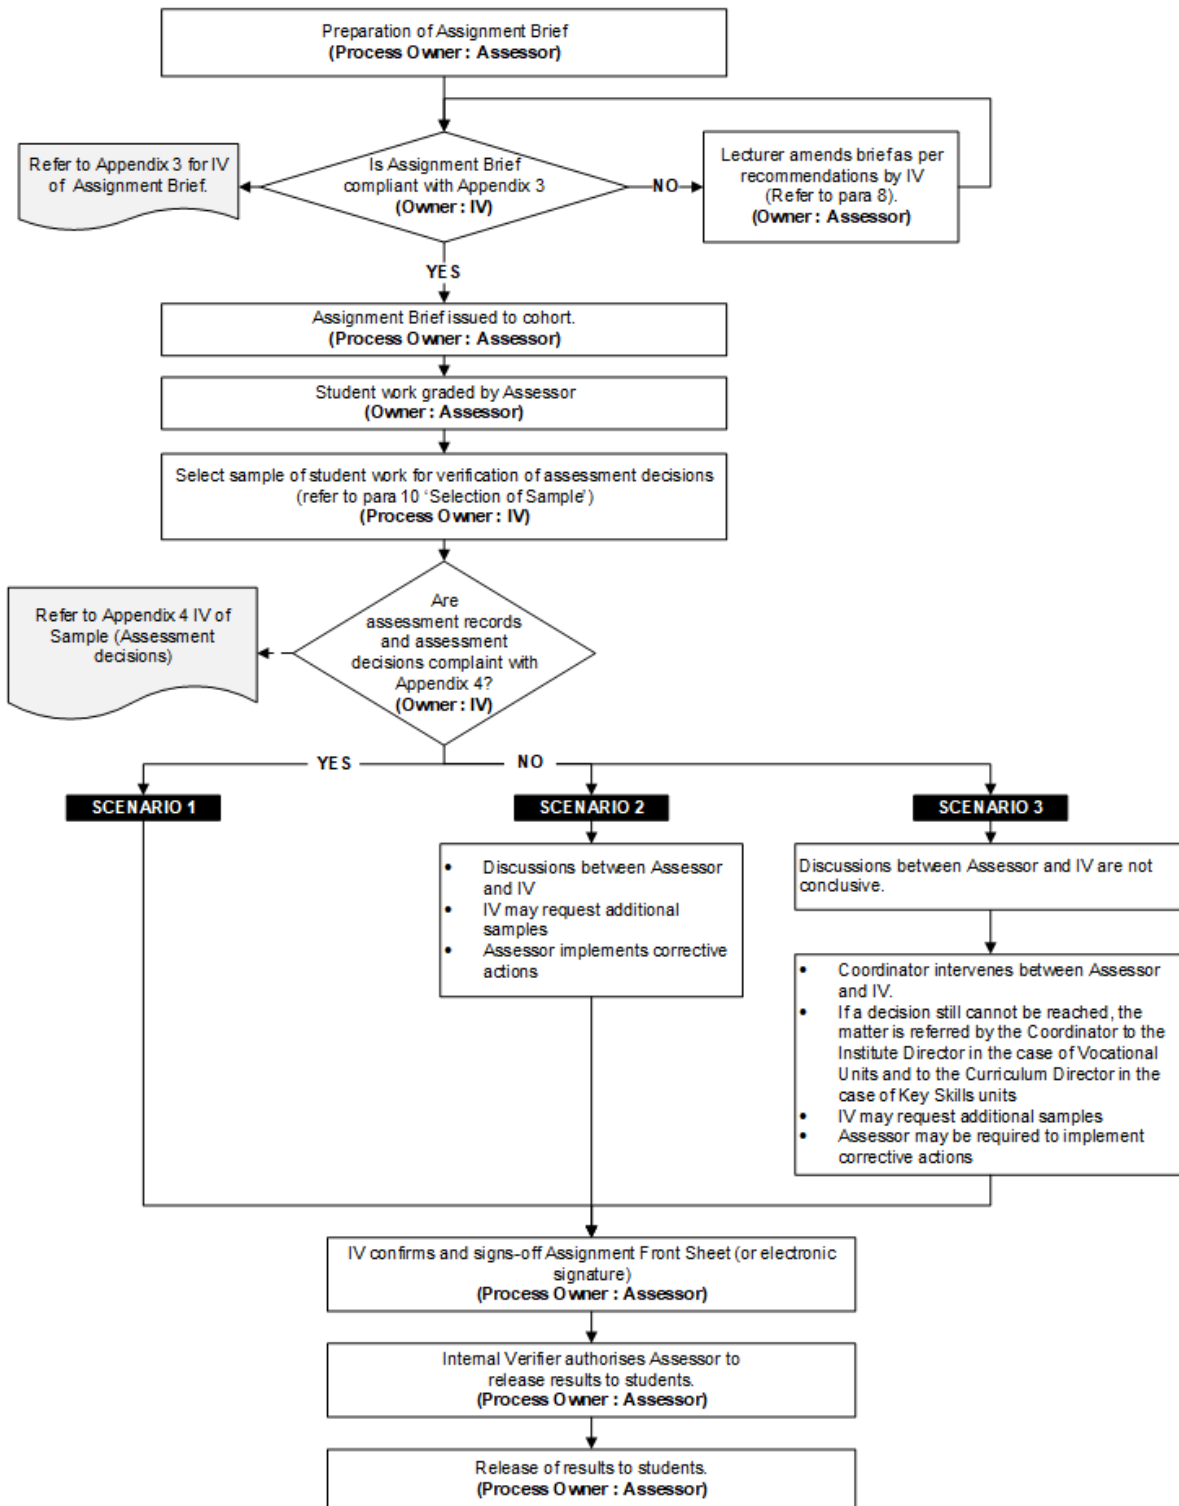 Preparation of Assignment Brief
(Process Owner : Assessor)
Refer to Appendix 3 for IV
of Assignment Brief.
Is Assignment Brief
compliant with Appendix 3
(Owner : IV)
NO
Lecturer amends brief as per
recommendations by IV
(Refer to para 8).
(Owner : Assessor)
YES
Assignment Brief issued to cohort.
(Process Owner : Assessor)
Student work graded by Assessor
(Owner : Assessor)
Select sample of student work for verification of assessment decisions
(refer to para 10 ‘Selection of Sample’)
(Process Owner : IV)
Refer to Appendix 4 IV of
Sample (Assessment
decisions)
Are
assessment records
and assessment
decisions complaint with
Appendix 4?
(Owner : IV)
YES
NO
SCENARIO 1
SCENARIO 2
SCENARIO 3
• Discussions between Assessor
and IV
• IV may request additional
samples
• Assessor implements corrective
actions
Discussions between Assessor and IV are not
conclusive.
• Coordinator intervenes between Assessor
and IV.
• If a decision still cannot be reached, the
matter is referred by the Coordinator to the
Institute Director in the case of Vocational
Units and to the Curriculum Director in the
case of Key Skills units
• IV may request additional samples
• Assessor may be required to implement
corrective actions
IV confirms and signs-off Assignment Front Sheet (or electronic
signature)
(Process Owner : Assessor)
Internal Verifier authorises Assessor to
release results to students.
(Process Owner : Assessor)
Release of results to students.
(Process Owner : Assessor)